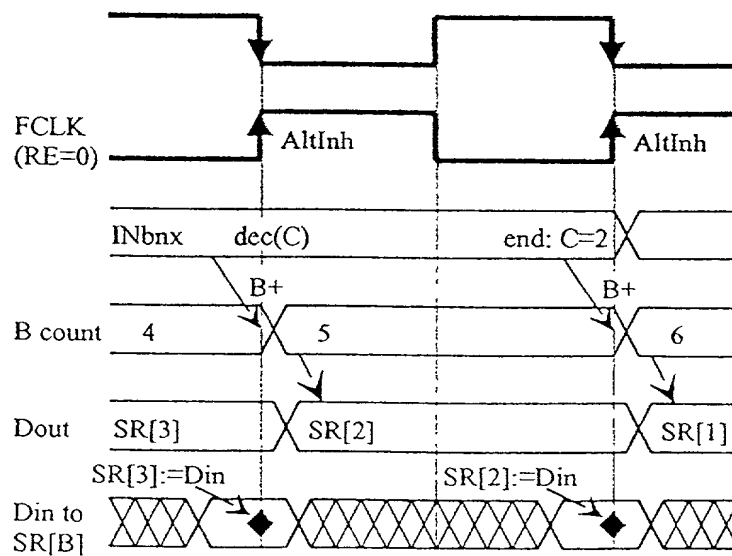 FCLK
(RE=0)
AltInh
AltInh
INbnx
dec(C)
end: C=2
B+
B+
B count
4
5
6
Dout
SR[3]
SR[2]
SR[1]
SR[3]:=Din
SR[2]:=Din
Din to
SR[B]